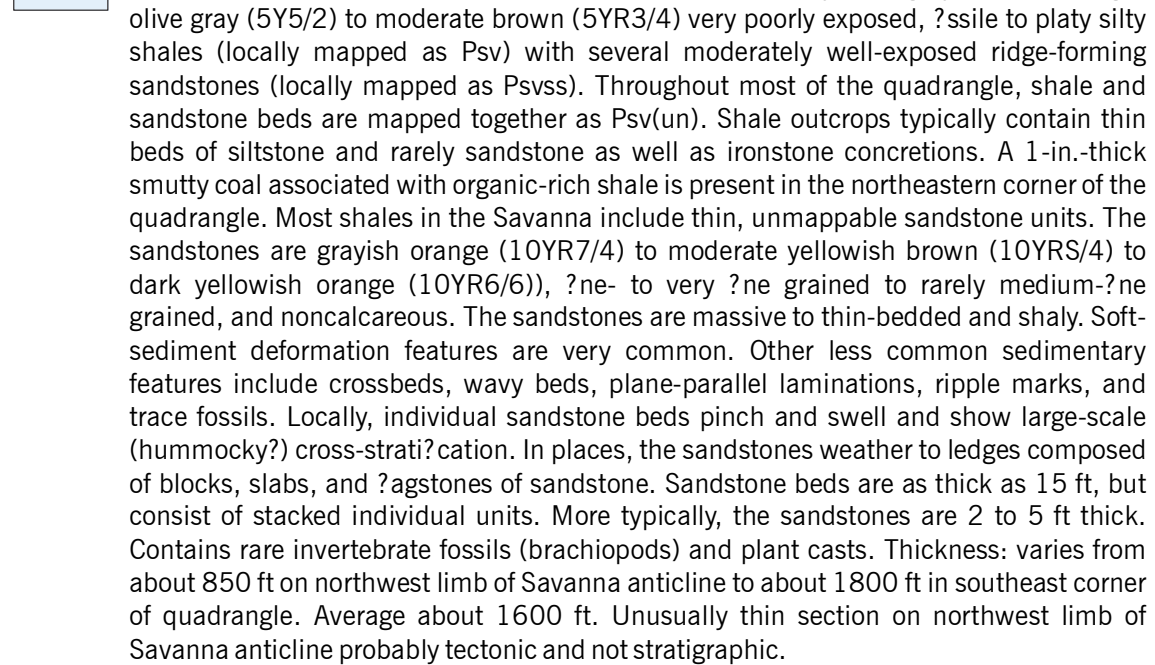 olive gray (5Y5/2) to moderate brown (5YR3/4) very poorly exposed, ?ssile to platy silty
shales (locally mapped as Psv) with several moderately well-exposed ridge-forming
sandstones (locally mapped as Psvss). Throughout most of the quadrangle, shale and
sandstone beds are mapped together as Psv(un). Shale outcrops typically contain thin
beds of siltstone and rarely sandstone as well as ironstone concretions. A 1-in.-thick
smutty coal associated with organic-rich shale is present in the northeastern corner of the
quadrangle. Most shales in the Savanna include thin, unmappable sandstone units. The
sandstones are grayish orange (10YR7/4) to moderate yellowish brown (10YRS/4) to
dark yellowish orange (10YR6/6)), ?ne- to very ?ne grained to rarely medium-?ne
grained, and noncalcareous. The sandstones are massive to thin-bedded and shaly. Soft-
sediment deformation features are very common. Other less common sedimentary
features include crossbeds, wavy beds, plane-parallel laminations, ripple marks, and
trace fossils. Locally, individual sandstone beds pinch and swell and show large-scale
(hummocky?) cross-strati?cation. In places, the sandstones weather to ledges composed
of blocks, slabs, and ?agstones of sandstone. Sandstone beds are as thick as 15 ft, but
consist of stacked individual units. More typically, the sandstones are 2 to 5 ft thick.
Contains rare invertebrate fossils (brachiopods) and plant casts. Thickness: varies from
about 850 ft on northwest limb of Savanna anticline to about 1800 ft in southeast corner
of quadrangle. Average about 1600 ft. Unusually thin section on northwest limb of
Savanna anticline probably tectonic and not stratigraphic.